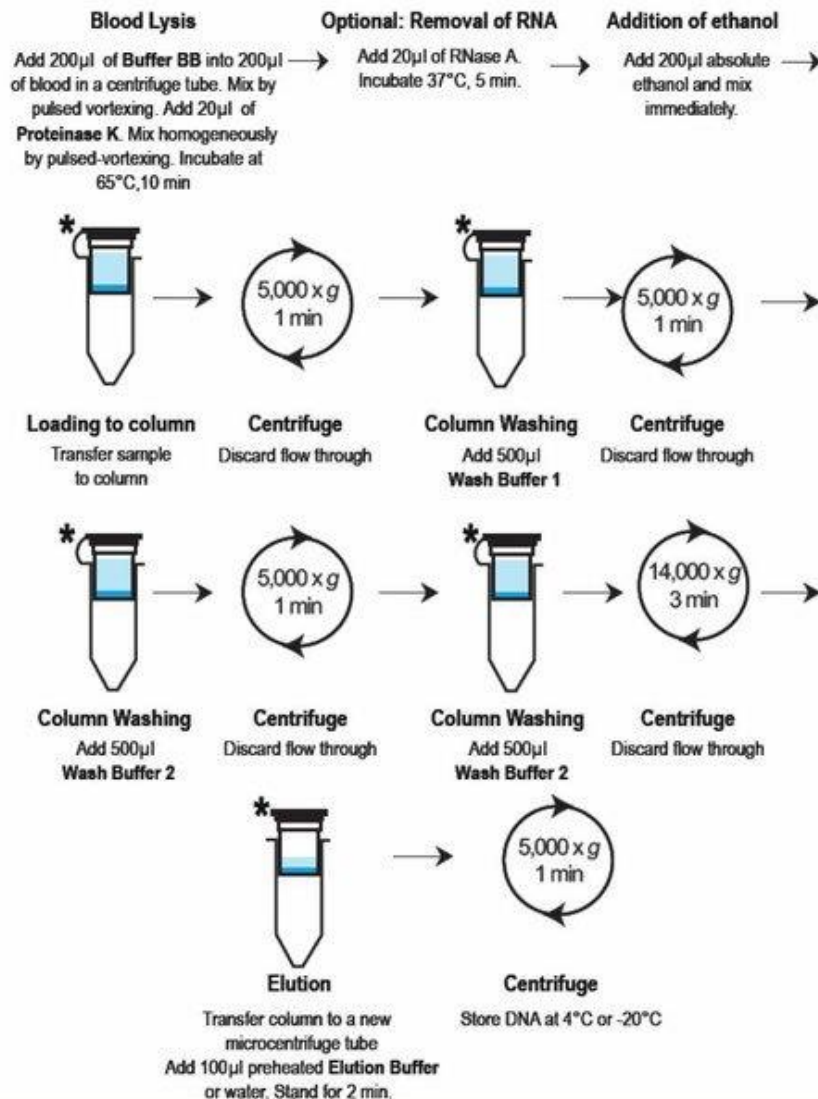 Blood Lysis
Add 200µl of Buffer BB into 200µl
of blood in a centrifuge tube. Mix by
pulsed vortexing. Add 20µl of
Proteinase K. Mix homogeneously
by pulsed-vortexing. Incubate at
65°C,10 min
Optional: Removal of RNA
Add 20µl of RNase A.
Incubate 37°C, 5 min.
Addition of ethanol
Add 200µl absolute
ethanol and mix
immediately.
*
5,000 x g
1 min
*
5,000 x g
1 min
Loading to column
Transfer sample
to column
Centrifuge
Discard flow through
Column Washing
Add 500µl
Wash Buffer 1
Centrifuge
Discard flow through
*
5,000 x g
1 min
*
14,000 x g
3 min
Column Washing
Add 500µl
Wash Buffer 2
Centrifuge
Discard flow through
Column Washing
Add 500µl
Wash Buffer 2
Centrifuge
Discard flow through
*
5,000 x g
1 min
Elution
Transfer column to a new
microcentrifuge tube
Add 100µl preheated Elution Buffer
or water. Stand for 2 min.
Centrifuge
Store DNA at 4°C or -20°C